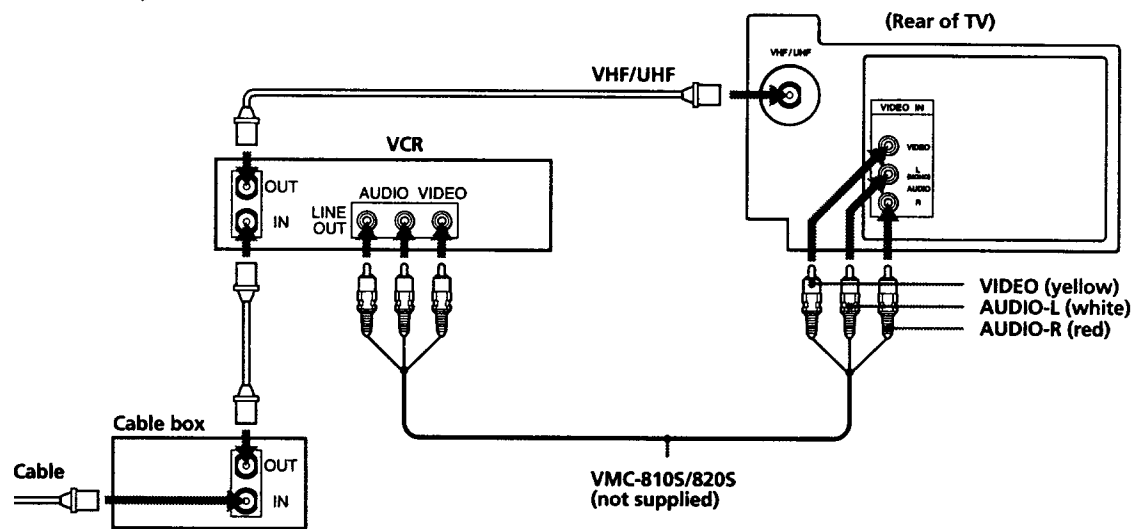 (Rear of TV)
VHF/UHF
VHF/UHF
VIDEO IN
VIDEO
L
(MONO)
AUDIO
R
VCR
OUT
IN
AUDIO VIDEO
LINE
OUT
VIDEO (yellow)
AUDIO-L (white)
AUDIO-R (red)
Cable box
OUT
IN
Cable
VMC-810S/820S
(not supplied)